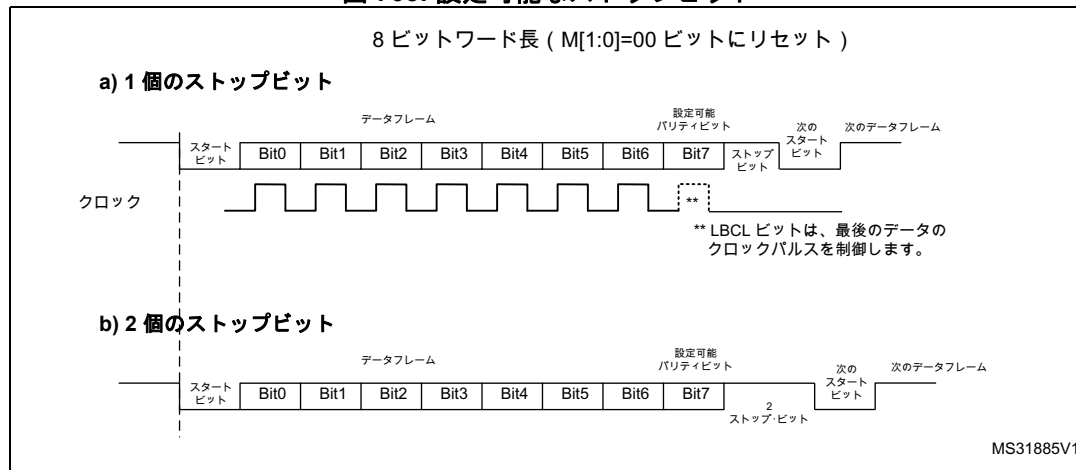 8 ビットワード長 ( M[1:0]=00 ビットにリセット )
a) 1 個のストップビット
データフレーム
設定可能
パリティビット
次の
スタート
ビット
次のデータフレーム
スタート
ビット
Bit0
Bit1
Bit2
Bit3
Bit4
Bit5
Bit6
Bit7
ストップ
ビット
クロック
**
** LBCL ビットは、最後のデータの
クロックパルスを制御します。
b) 2 個のストップビット
データフレーム
設定可能
パリティビット
次の
スタート
ビット
次のデータフレーム
スタート
ビット
Bit0
Bit1
Bit2
Bit3
Bit4
Bit5
Bit6
Bit7
2
ストップ･ビット
MS31885V1